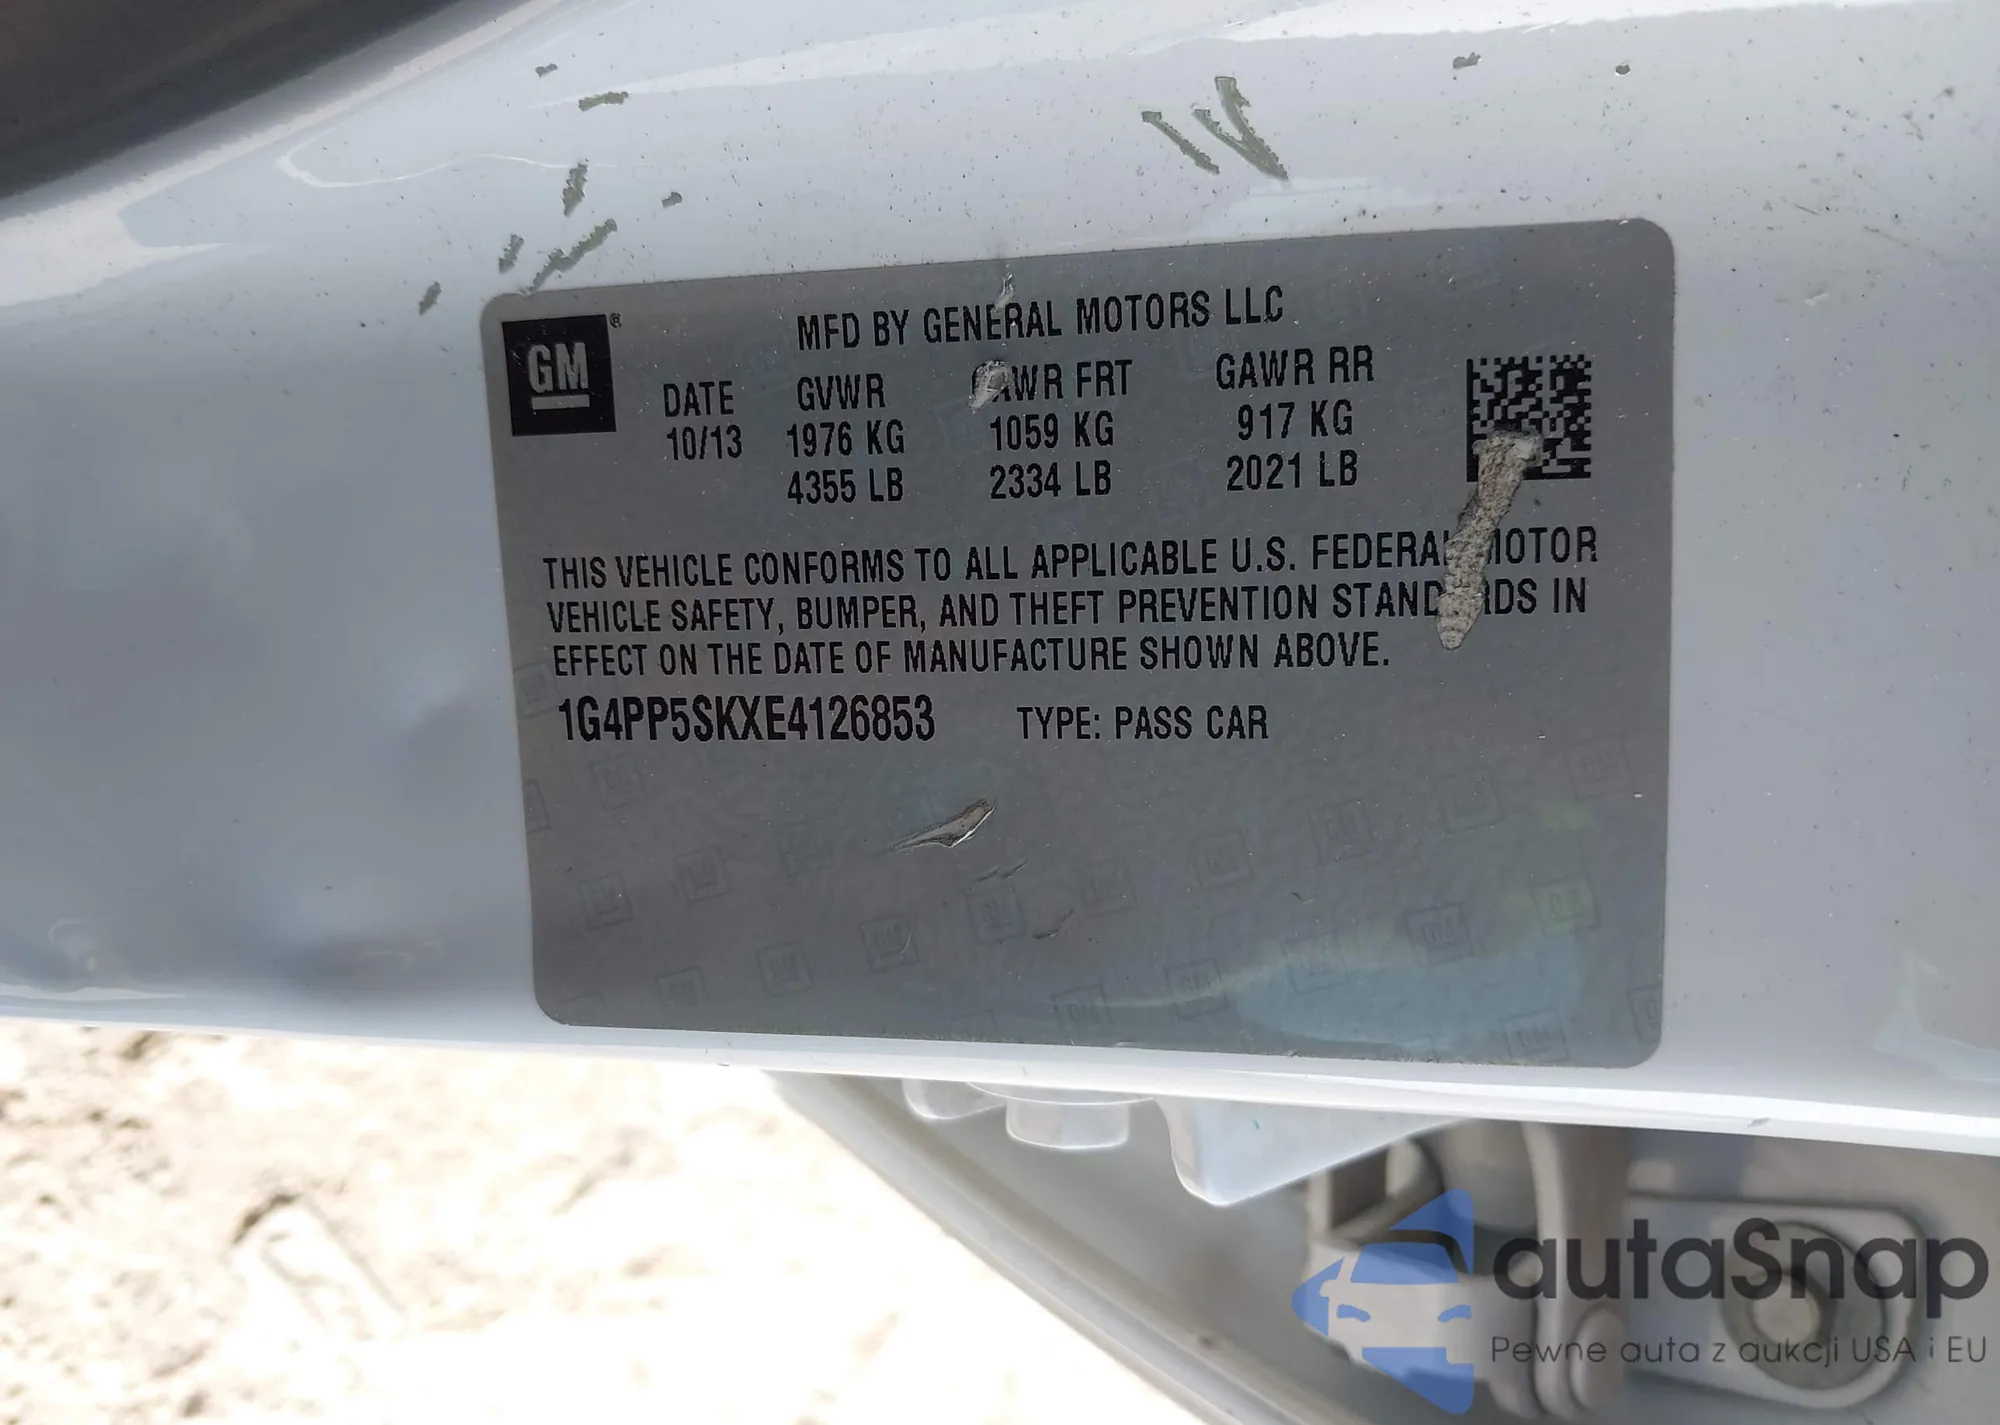 GM®
MFD BY GENERAL MOTORS LLC
DATE GVWR GAWR FRT GAWR RR
10/13 1976 KG 1059 KG 917 KG
4355 LB 2334 LB 2021 LB
THIS VEHICLE CONFORMS TO ALL APPLICABLE U.S. FEDERAL MOTOR
VEHICLE SAFETY, BUMPER, AND THEFT PREVENTION STANDARDS IN
EFFECT ON THE DATE OF MANUFACTURE SHOWN ABOVE.
1G4PP5SKXE4126853 TYPE: PASS CAR
autaSnap
Pewne auta z aukcji USA i EU